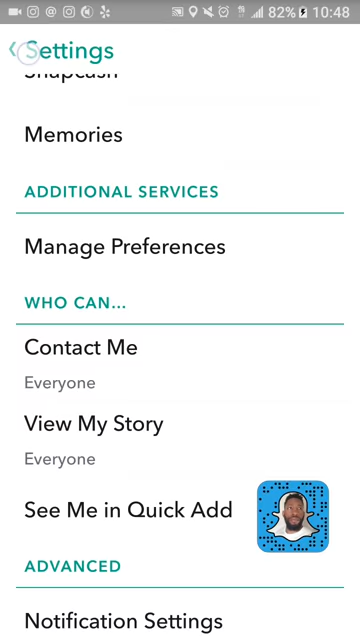 82% 10:48
Settings
Snapcash
Memories
ADDITIONAL SERVICES
Manage Preferences
WHO CAN...
Contact Me
Everyone
View My Story
Everyone
See Me in Quick Add
ADVANCED
Notification Settings